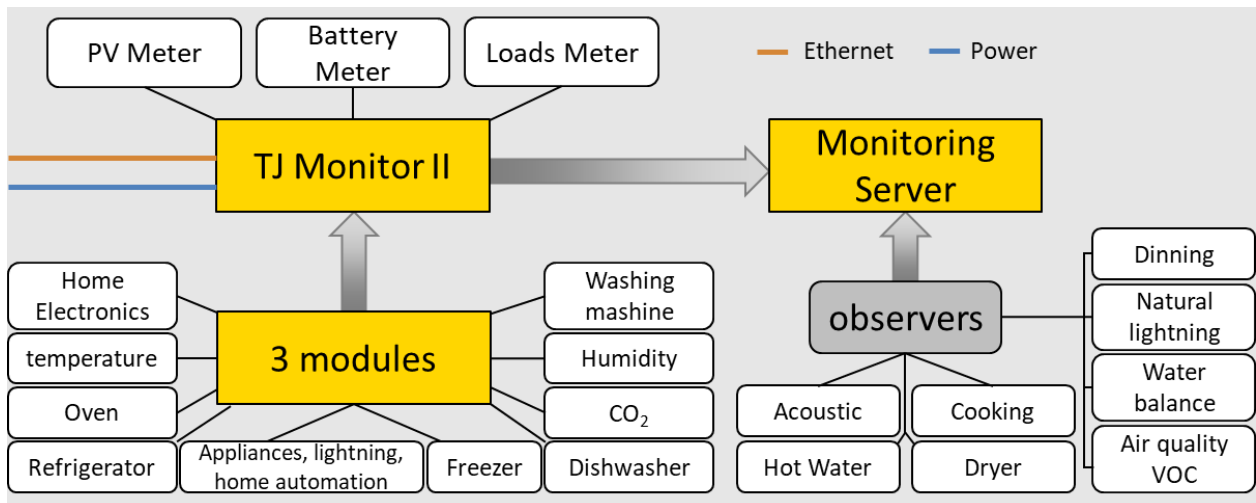 PV Meter
Battery
Meter
Loads Meter
Ethernet
Power
TJ Monitor II
Monitoring
Server
Home
Electronics
temperature
Oven
Refrigerator
3 modules
Appliances, lightning,
home automation
Freezer
Washing
mashine
Humidity
CO₂
Dishwasher
observers
Acoustic
Cooking
Hot Water
Dryer
Dinning
Natural
lightning
Water
balance
Air quality
VOC